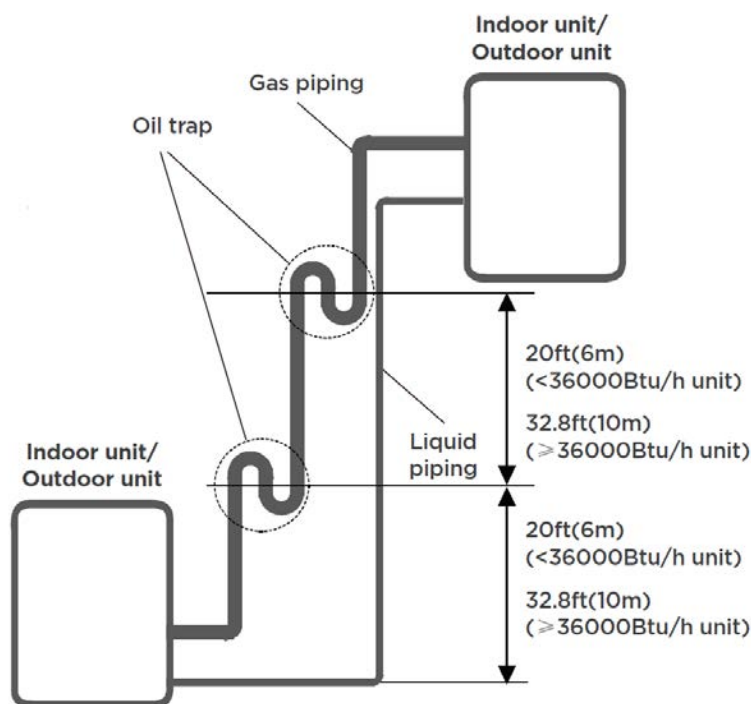 Indoor unit/
Outdoor unit
Gas piping
Oil trap
20ft(6m)
(<36000Btu/h unit)
32.8ft(10m)
(⩾36000Btu/h unit)
Liquid
piping
Indoor unit/
Outdoor unit
20ft(6m)
(<36000Btu/h unit)
32.8ft(10m)
(⩾36000Btu/h unit)